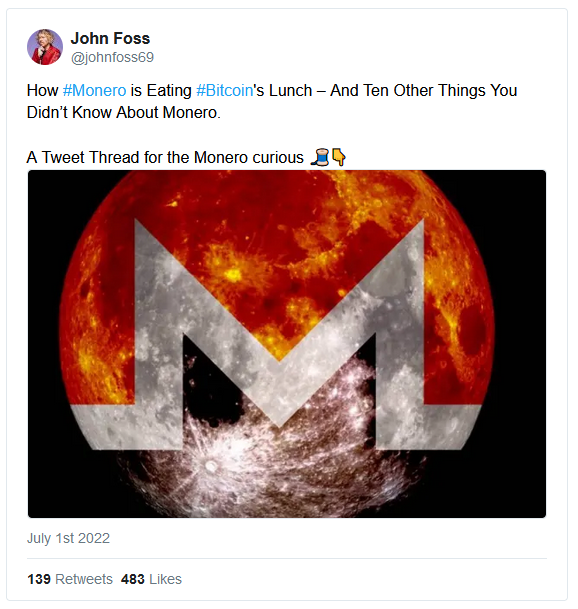 John Foss
@johnfoss69
How #Monero is Eating #Bitcoin's Lunch – And Ten Other Things You
Didn’t Know About Monero.
A Tweet Thread for the Monero curious 🧵👇
July 1st 2022
139 Retweets 483 Likes